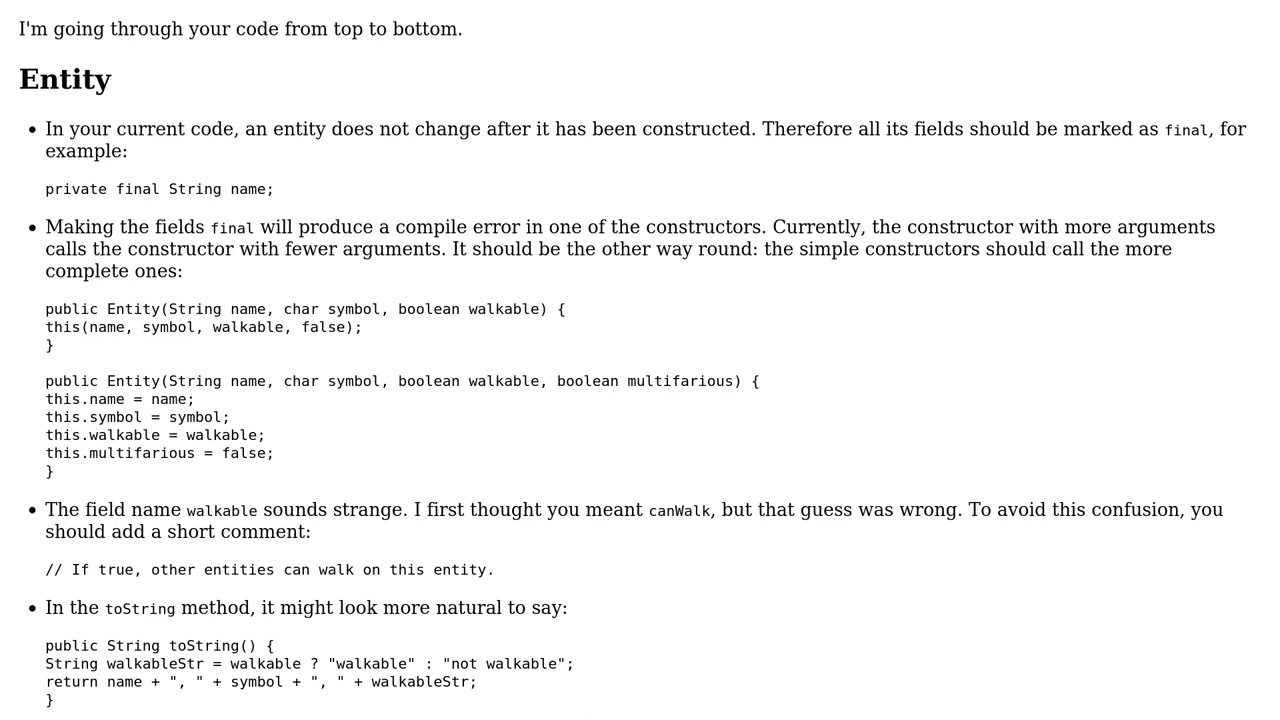 I'm going through your code from top to bottom.
Entity
• In your current code, an entity does not change after it has been constructed. Therefore all its fields should be marked as final, for
example:
private final String name;
• Making the fields final will produce a compile error in one of the constructors. Currently, the constructor with more arguments
calls the constructor with fewer arguments. It should be the other way round: the simple constructors should call the more
complete ones:
public Entity(String name, char symbol, boolean walkable) {
this(name, symbol, walkable, false);
}
public Entity(String name, char symbol, boolean walkable, boolean multifarious) {
this.name = name;
this.symbol = symbol;
this.walkable = walkable;
this.multifarious = false;
}
• The field name walkable sounds strange. I first thought you meant canWalk, but that guess was wrong. To avoid this confusion, you
should add a short comment:
// If true, other entities can walk on this entity.
• In the toString method, it might look more natural to say:
public String toString() {
String walkableStr = walkable ? "walkable" : "not walkable";
return name + ", " + symbol + ", " + walkableStr;
}